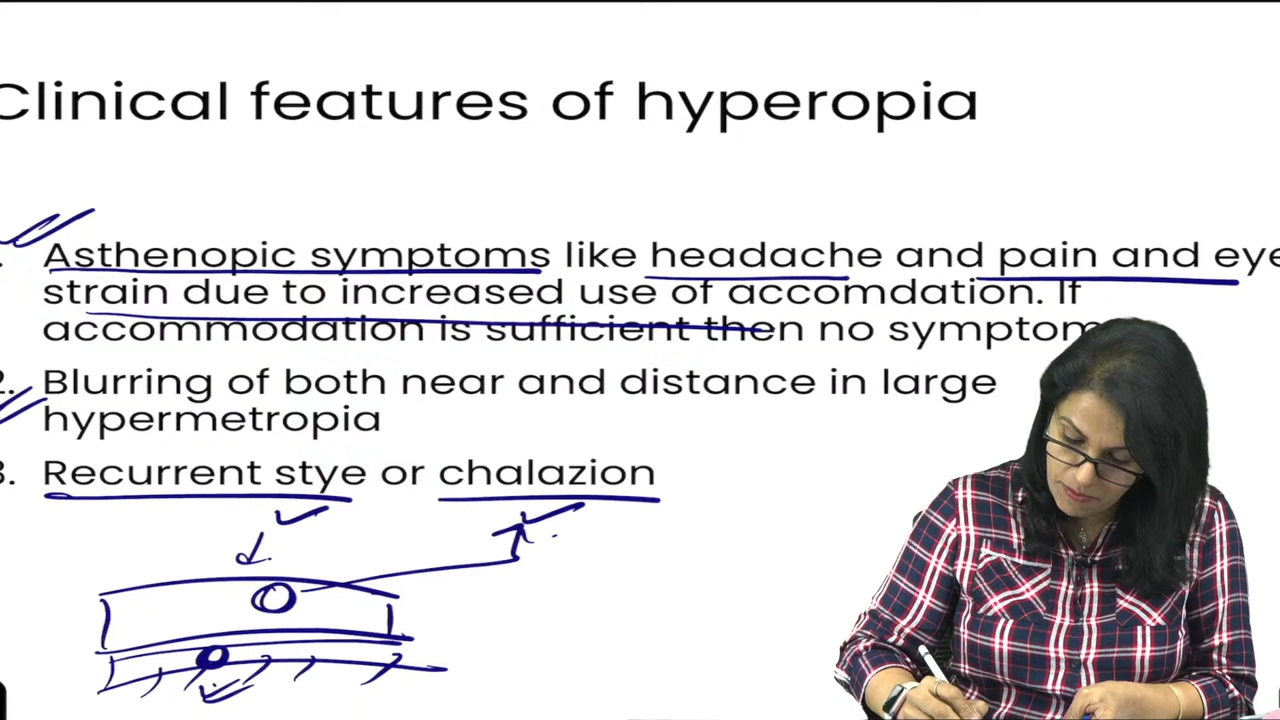 Clinical features of hyperopia
Asthenopic symptoms like headache and pain and eye
strain due to increased use of accomdation. If
accommodation is sufficient then no symptom
2. Blurring of both near and distance in large
hypermetropia
3. Recurrent stye or chalazion